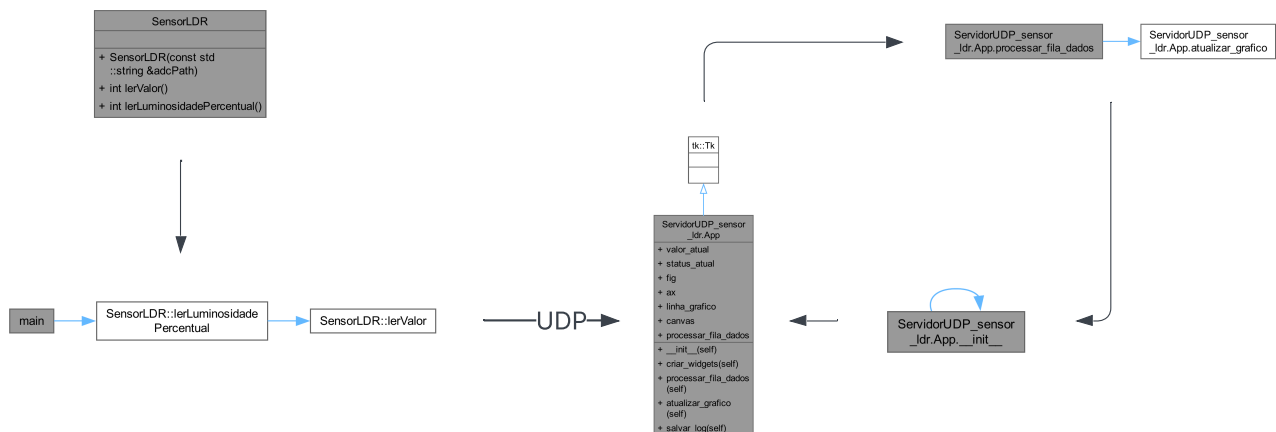 SensorLDR
+ SensorLDR(const std
::string &adcPath)
+ int lerValor()
+ int lerLuminosidadePercentual()
main
SensorLDR::lerLuminosidade
Percentual
SensorLDR::lerValor
UDP
tk::Tk
ServidorUDP_sensor
_ldr.App
+ valor_atual
+ status_atual
+ fig
+ ax
+ linha_grafico
+ canvas
+ processar_fila_dados
+ __init__(self)
+ criar_widgets(self)
+ processar_fila_dados
(self)
+ atualizar_grafico
(self)
+ salvar_log(self)
ServidorUDP_sensor
_ldr.App.processar_fila_dados
ServidorUDP_sensor
_ldr.App.atualizar_grafico
ServidorUDP_sensor
_ldr.App.__init__